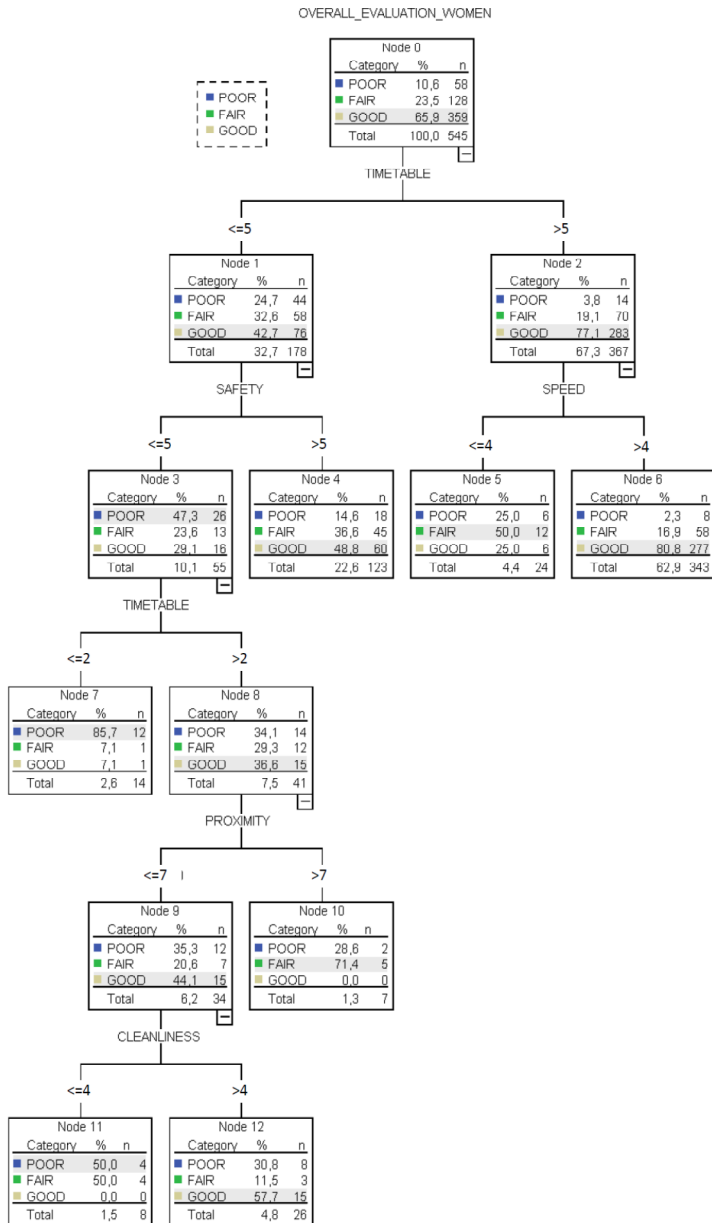 OVERALL_EVALUATION_WOMEN
POOR
FAIR
GOOD
Node 0
Category % n
POOR 10,6 58
FAIR 23,5 128
GOOD 65,9 359
Total 100,0 545
TIMETABLE
<=5 >5
Node 1
Category % n
POOR 24,7 44
FAIR 32,6 58
GOOD 42,7 76
Total 32,7 178
Node 2
Category % n
POOR 3,8 14
FAIR 19,1 70
GOOD 77,1 283
Total 67,3 367
SAFETY
SPEED
<=5 >5
<=4 >4
Node 3
Category % n
POOR 47,3 26
FAIR 23,6 13
GOOD 29,1 16
Total 10,1 55
Node 4
Category % n
POOR 14,6 18
FAIR 36,6 45
GOOD 48,8 60
Total 22,6 123
Node 5
Category % n
POOR 25,0 6
FAIR 50,0 12
GOOD 25,0 6
Total 4,4 24
Node 6
Category % n
POOR 2,3 8
FAIR 16,9 58
GOOD 80,8 277
Total 62,9 343
TIMETABLE
<=2 >2
Node 7
Category % n
POOR 85,7 12
FAIR 7,1 1
GOOD 7,1 1
Total 2,6 14
Node 8
Category % n
POOR 34,1 14
FAIR 29,3 12
GOOD 36,6 15
Total 7,5 41
PROXIMITY
<=7 >7
Node 9
Category % n
POOR 35,3 12
FAIR 20,6 7
GOOD 44,1 15
Total 6,2 34
Node 10
Category % n
POOR 28,6 2
FAIR 71,4 5
GOOD 0,0 0
Total 1,3 7
CLEANLINESS
<=4 >4
Node 11
Category % n
POOR 50,0 4
FAIR 50,0 4
GOOD 0,0 0
Total 1,5 8
Node 12
Category % n
POOR 30,8 8
FAIR 11,5 3
GOOD 57,7 15
Total 4,8 26